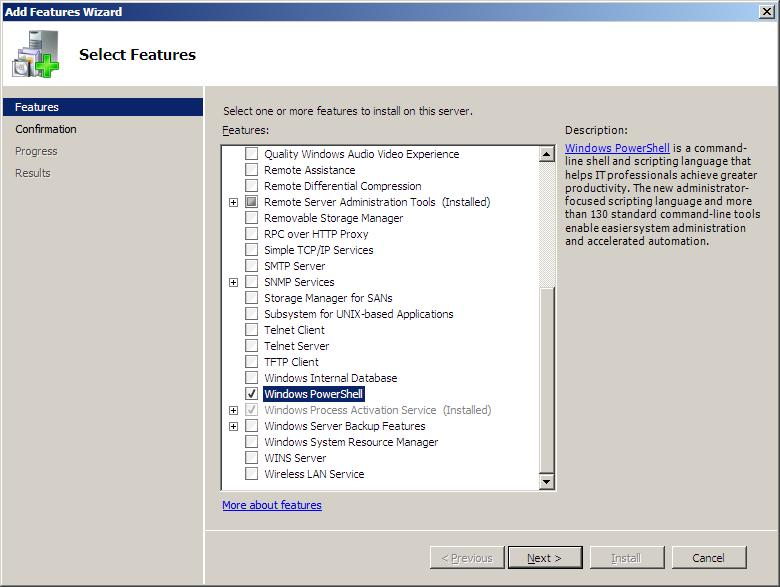 Add Features Wizard
Select Features
Features
Confirmation
Progress
Results
Select one or more features to install on this server.
Features:
Quality Windows Audio Video Experience
Remote Assistance
Remote Differential Compression
Remote Server Administration Tools (Installed)
Removable Storage Manager
RPC over HTTP Proxy
Simple TCP/IP Services
SMTP Server
SNMP Services
Storage Manager for SANs
Subsystem for UNIX-based Applications
Telnet Client
Telnet Server
TFTP Client
Windows Internal Database
Windows PowerShell
Windows Process Activation Service (Installed)
Windows Server Backup Features
Windows System Resource Manager
WINS Server
Wireless LAN Service
More about features
Description:
Windows PowerShell is a command-
line shell and scripting language that
helps IT professionals achieve greater
productivity. The new administrator-
focused scripting language and more
than 130 standard command-line tools
enable easiersystem administration
and accelerated automation.
< Previous
Next >
Install
Cancel